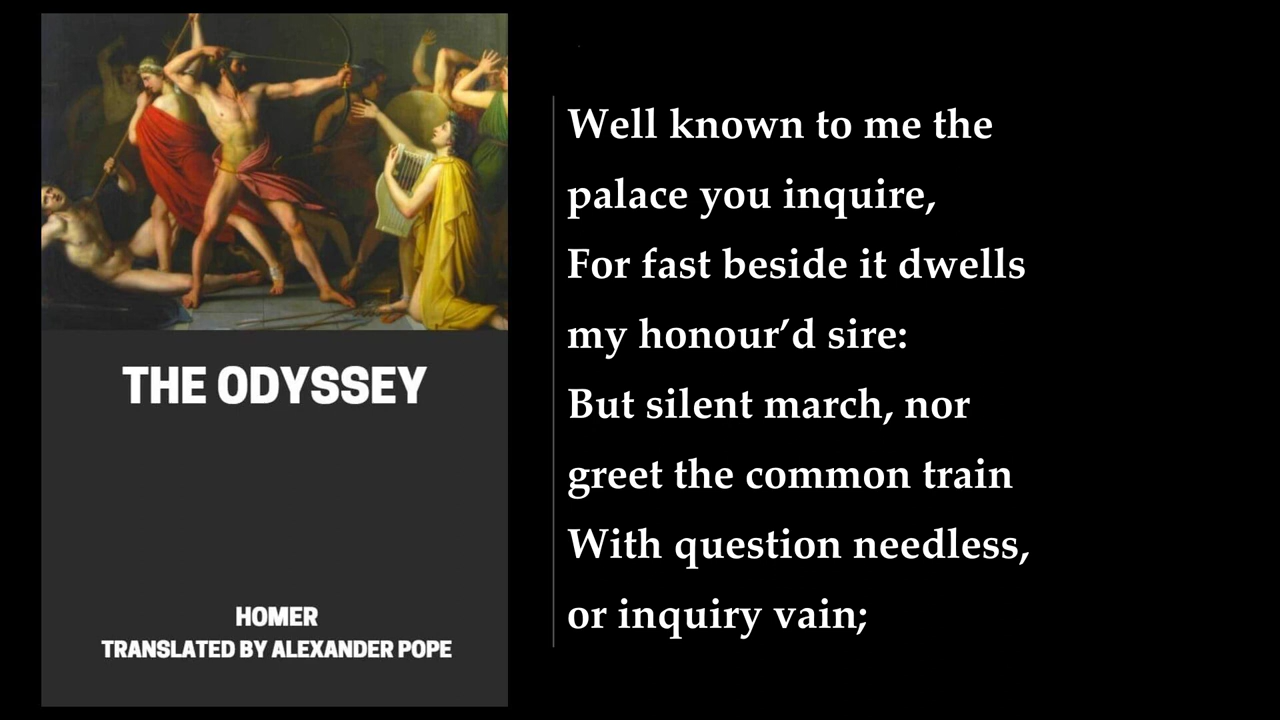 THE ODYSSEY
HOMER
TRANSLATED BY ALEXANDER POPE
Well known to me the
palace you inquire,
For fast beside it dwells
my honour’d sire:
But silent march, nor
greet the common train
With question needless,
or inquiry vain;